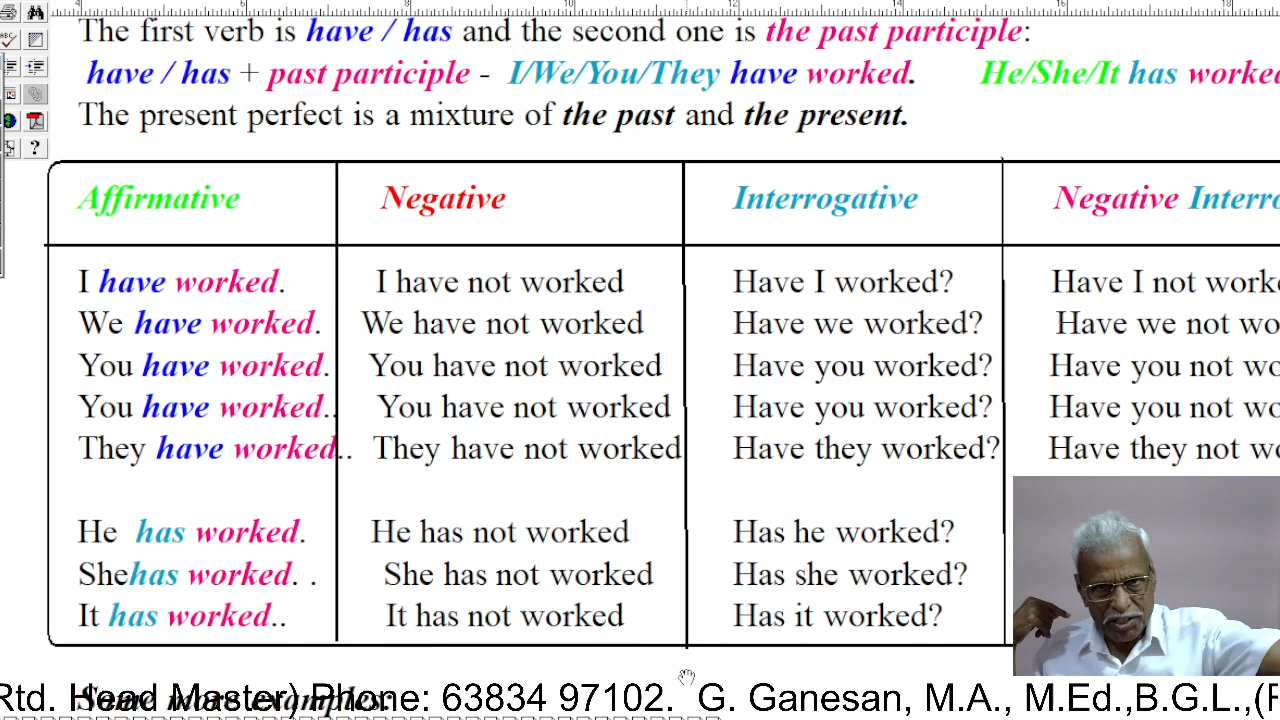 The first verb is have / has and the second one is the past participle:
have / has + past participle - I/We/You/They have worked. He/She/It has worked
The present perfect is a mixture of the past and the present.
Affirmative Negative Interrogative Negative Interro
I have worked. I have not worked Have I worked? Have I not work
We have worked. We have not worked Have we worked? Have we not wo
You have worked. You have not worked Have you worked? Have you not wo
You have worked.. You have not worked Have you worked? Have you not wo
They have worked.. They have not worked Have they worked? Have they not wo
He has worked. He has not worked Has he worked?
Shehas worked. . She has not worked Has she worked?
It has worked.. It has not worked Has it worked?
Some more examples:
Rtd. Head Master) Phone: 63834 97102. G. Ganesan, M.A., M.Ed.,B.G.L.,(R